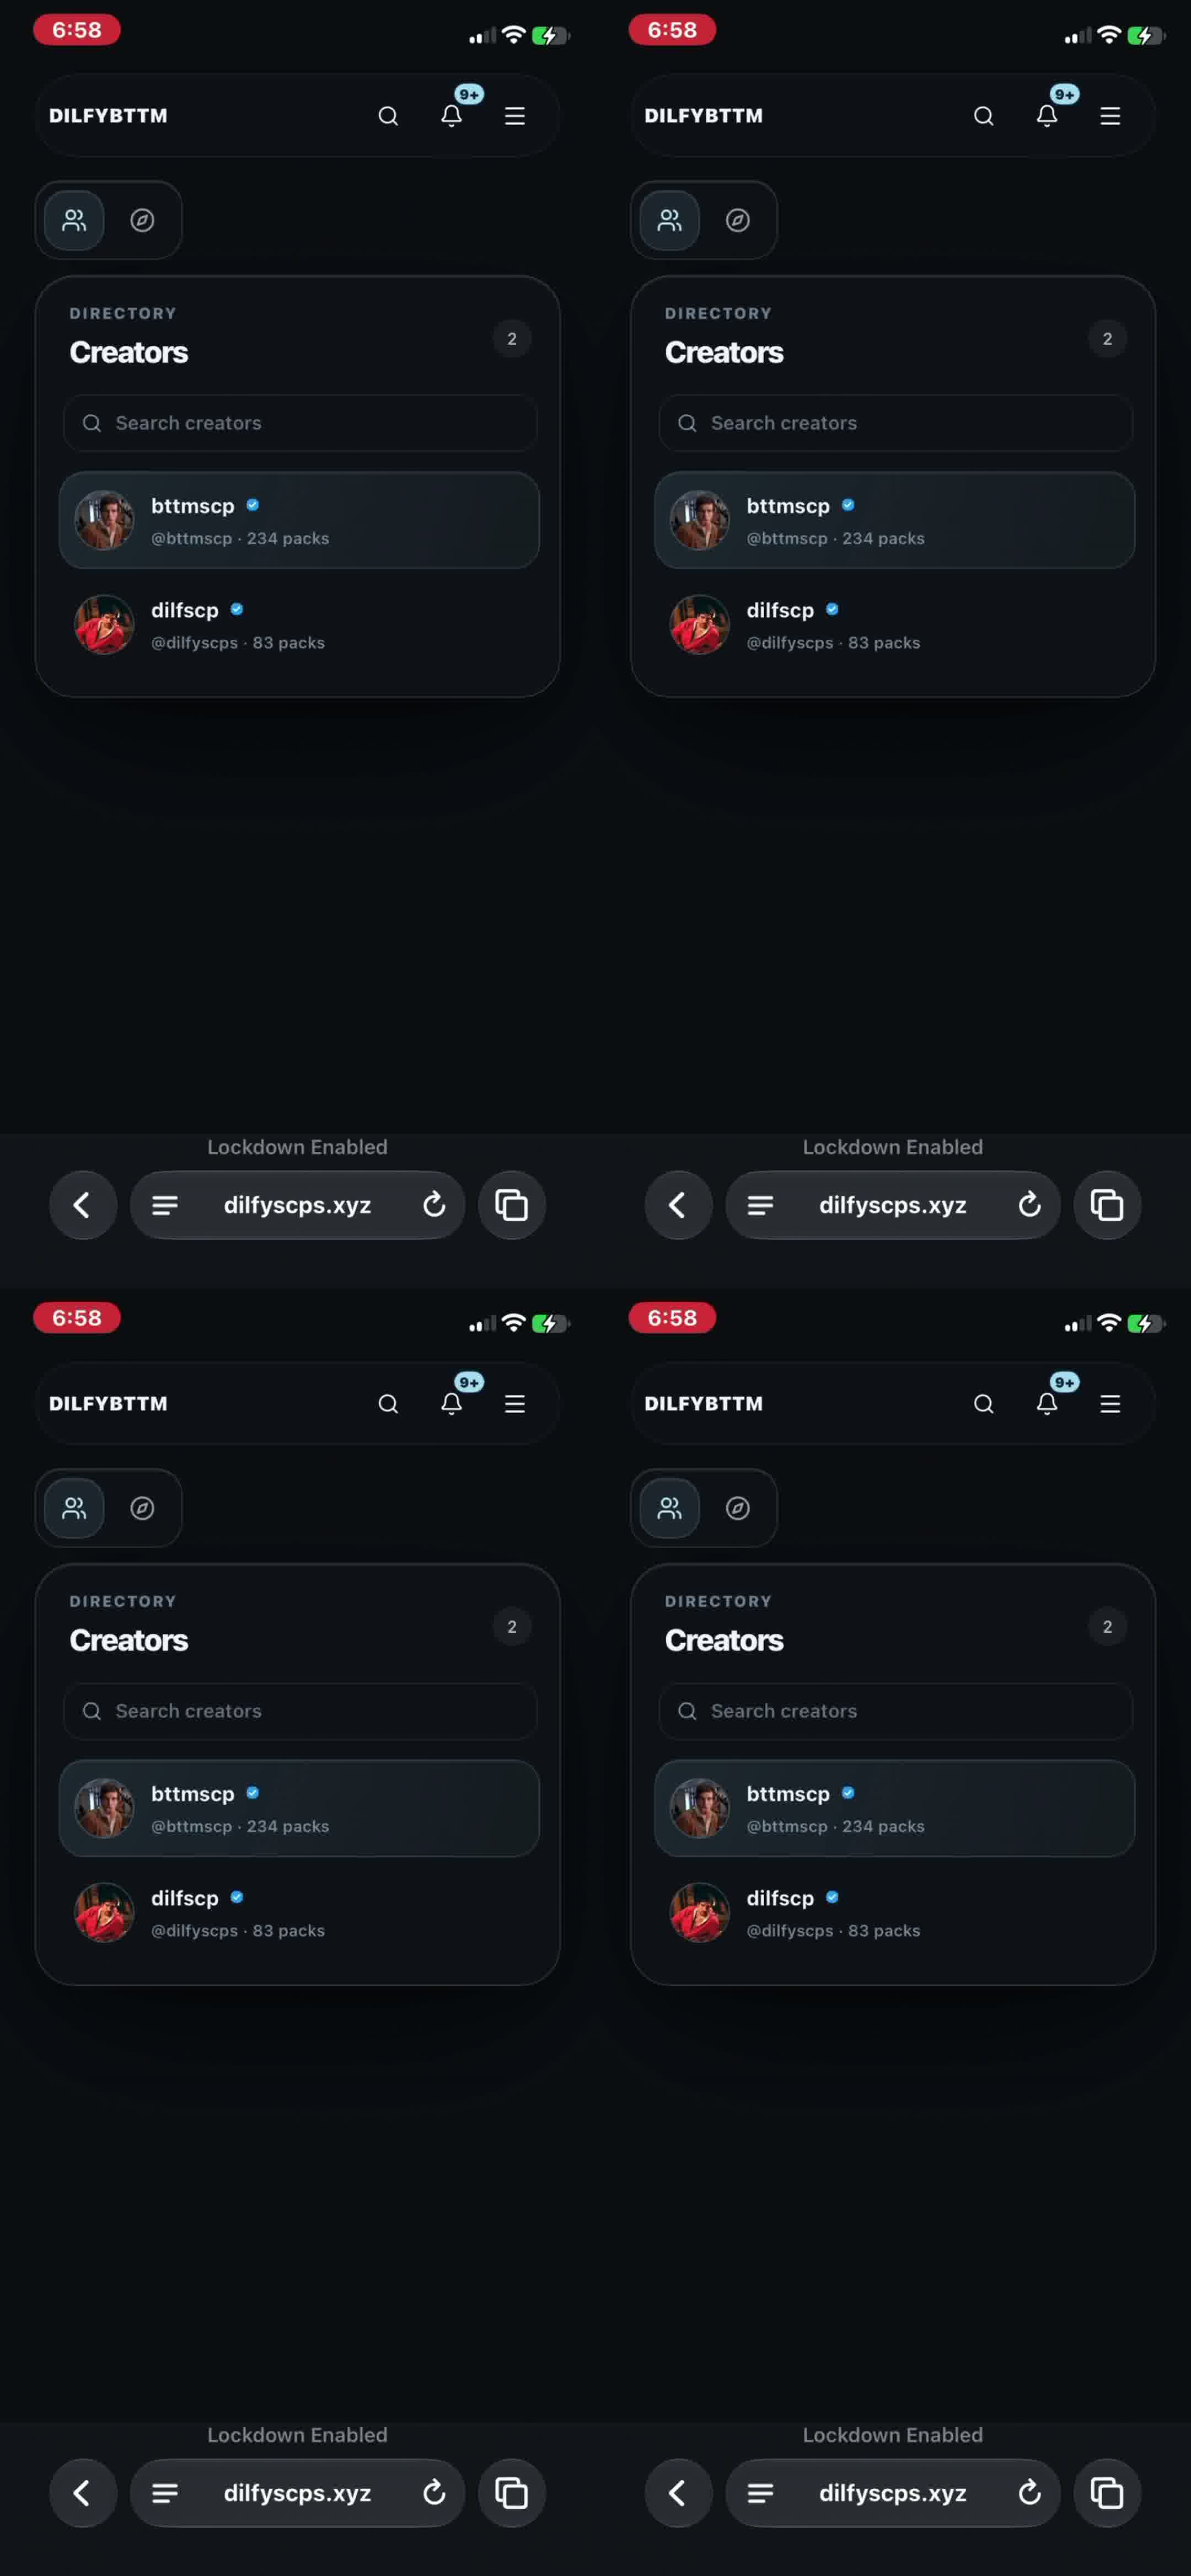 6:58
DILFYBTTM
9+
DIRECTORY
Creators
2
Search creators
bttmscp
@bttmscp · 234 packs
dilfscp
@dilfyscps · 83 packs
Lockdown Enabled
dilfyscps.xyz
6:58
DILFYBTTM
9+
DIRECTORY
Creators
2
Search creators
bttmscp
@bttmscp · 234 packs
dilfscp
@dilfyscps · 83 packs
Lockdown Enabled
dilfyscps.xyz
6:58
DILFYBTTM
9+
DIRECTORY
Creators
2
Search creators
bttmscp
@bttmscp · 234 packs
dilfscp
@dilfyscps · 83 packs
Lockdown Enabled
dilfyscps.xyz
6:58
DILFYBTTM
9+
DIRECTORY
Creators
2
Search creators
bttmscp
@bttmscp · 234 packs
dilfscp
@dilfyscps · 83 packs
Lockdown Enabled
dilfyscps.xyz